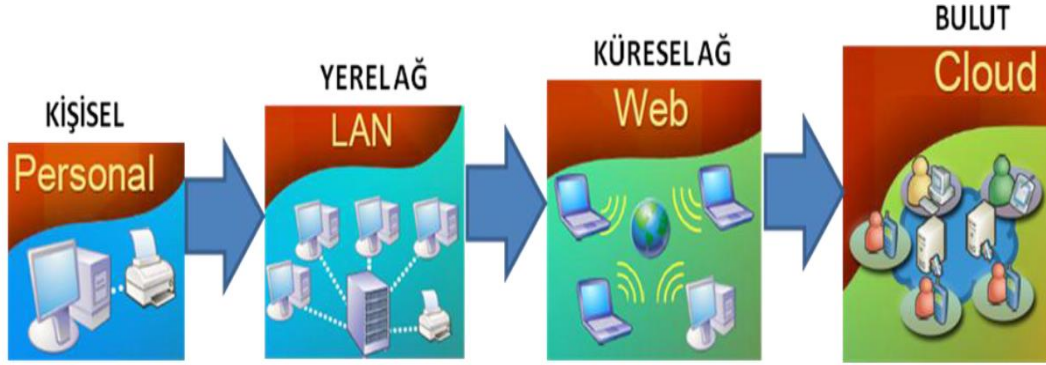 KİŞİSEL
Personal
YEREL AĞ
LAN
KÜRESEL AĞ
Web
BULUT
Cloud